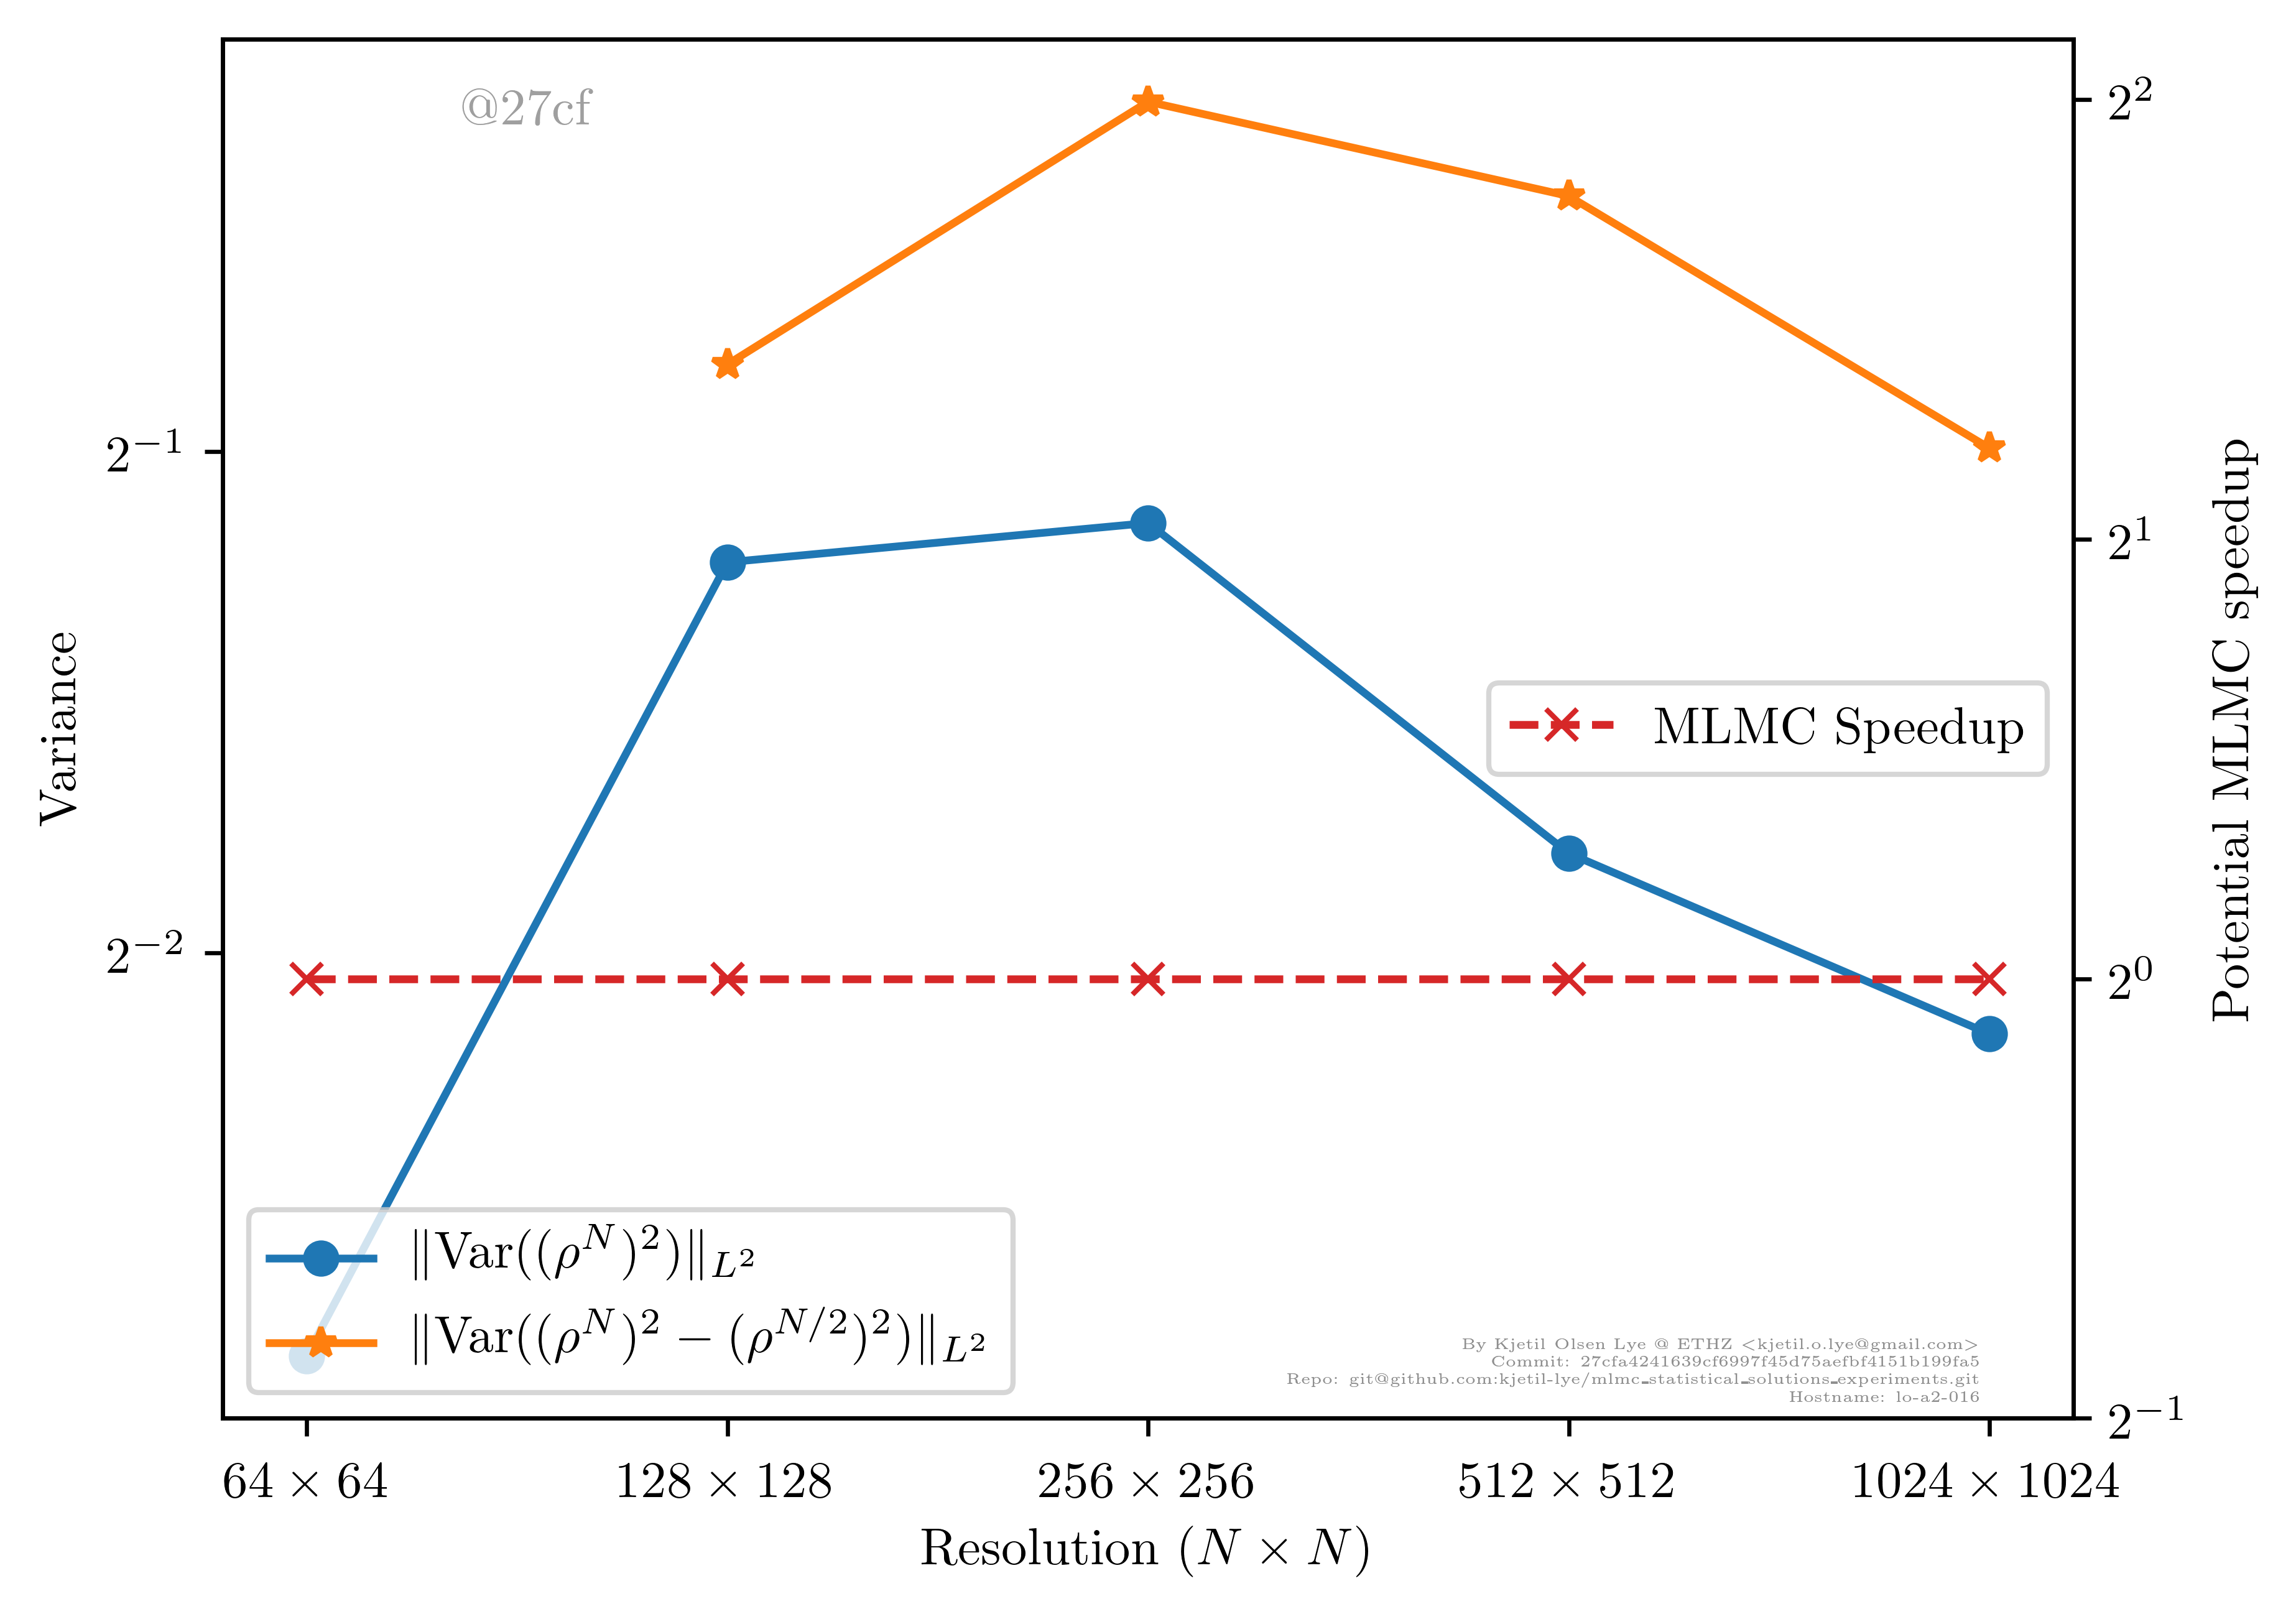 @27cf
2^2
2^{-1}
2^1
Variance
Potential MLMC speedup
MLMC Speedup
2^{-2}
2^0
‖Var((ρ^N)^2)‖_{L^2}
‖Var((ρ^N)^2 − (ρ^{N/2})^2)‖_{L^2}
By Kjetil Olsen Lye @ ETHZ <kjetil.o.lye@gmail.com>
Commit: 27cfa4241639cf6997f45d75aefbf4151b199fa5
Repo: git@github.com:kjetil-lye/mlmc_statistical_solutions_experiments.git
Hostname: lo-a2-016
2^{-1}
64 × 64 128 × 128 256 × 256 512 × 512 1024 × 1024
Resolution (N × N)